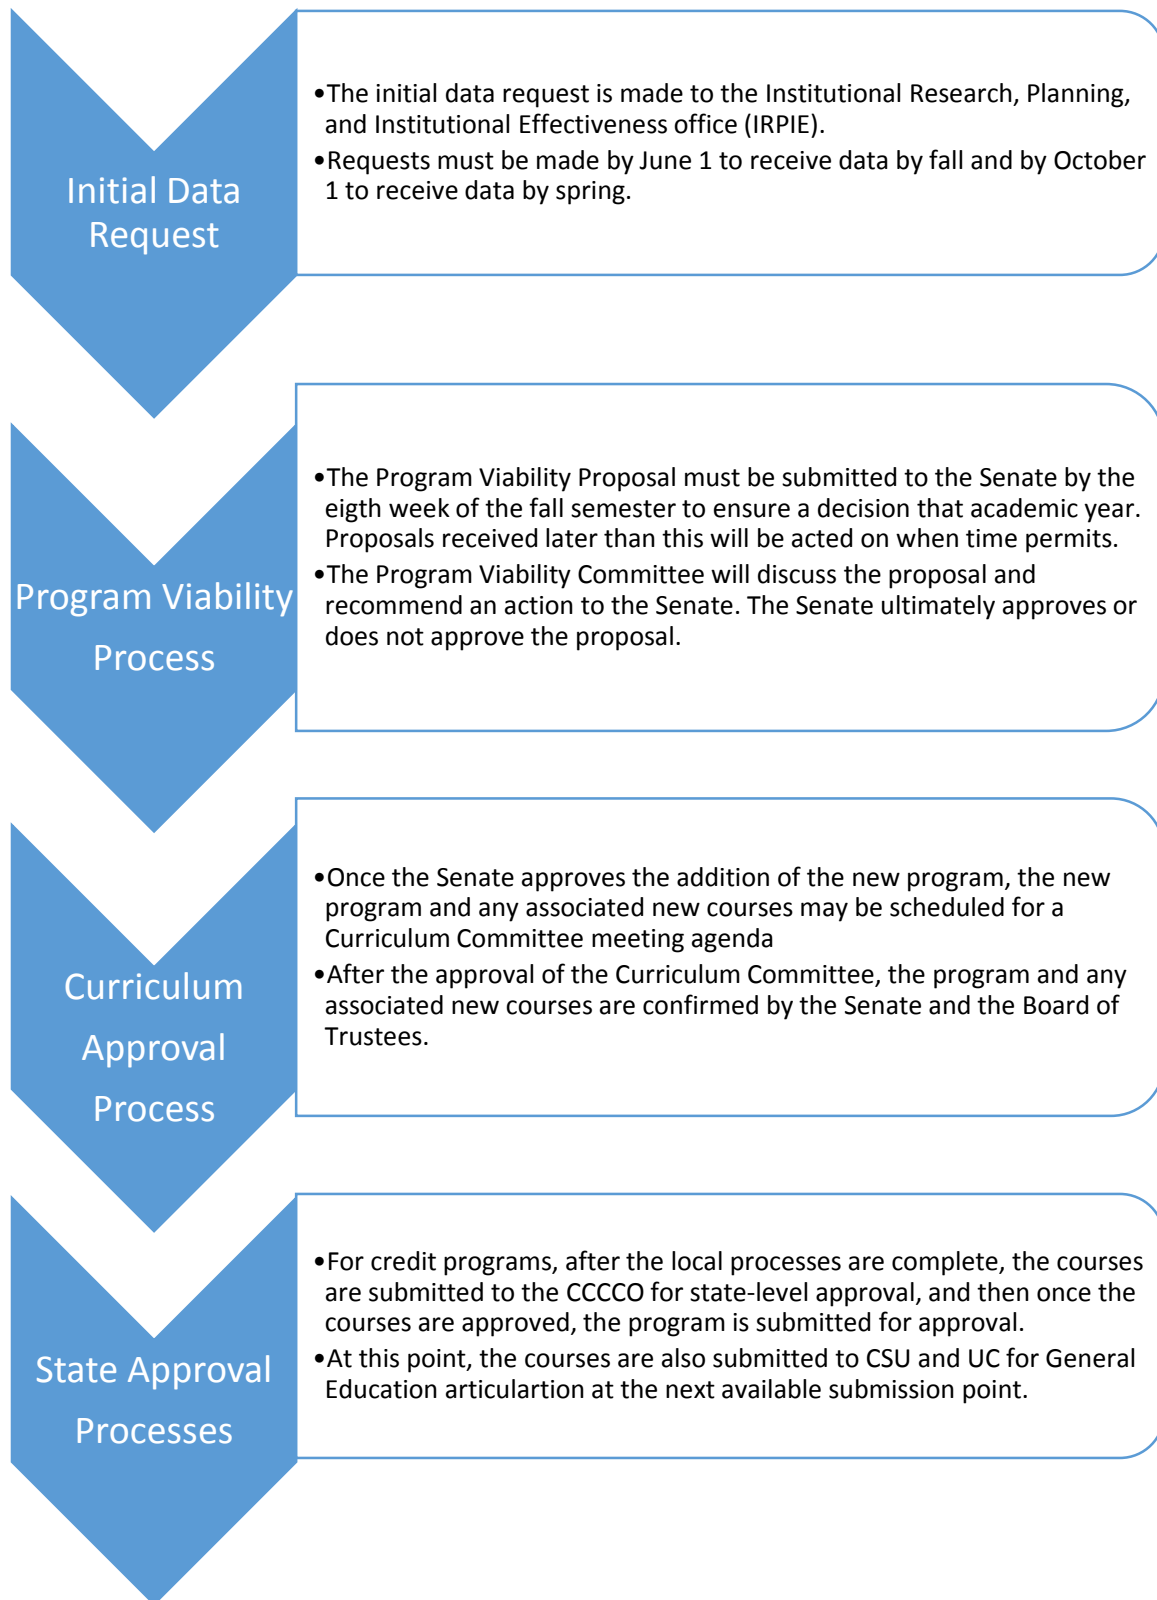 Initial Data
Request
•The initial data request is made to the Institutional Research, Planning,
and Institutional Effectiveness office (IRPIE).
•Requests must be made by June 1 to receive data by fall and by October
1 to receive data by spring.
Program Viability
Process
•The Program Viability Proposal must be submitted to the Senate by the
eigth week of the fall semester to ensure a decision that academic year.
Proposals received later than this will be acted on when time permits.
•The Program Viability Committee will discuss the proposal and
recommend an action to the Senate. The Senate ultimately approves or
does not approve the proposal.
Curriculum
Approval
Process
•Once the Senate approves the addition of the new program, the new
program and any associated new courses may be scheduled for a
Curriculum Committee meeting agenda
•After the approval of the Curriculum Committee, the program and any
associated new courses are confirmed by the Senate and the Board of
Trustees.
State Approval
Processes
•For credit programs, after the local processes are complete, the courses
are submitted to the CCCCO for state-level approval, and then once the
courses are approved, the program is submitted for approval.
•At this point, the courses are also submitted to CSU and UC for General
Education articulartion at the next available submission point.